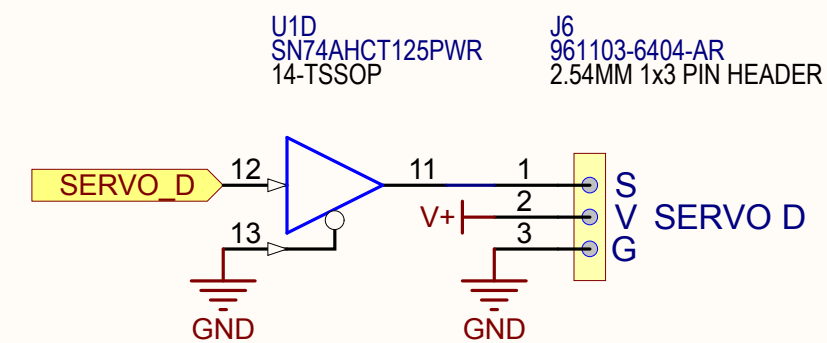 U1D
SN74AHCT125PWR
14-TSSOP
J6
961103-6404-AR
2.54MM 1x3 PIN HEADER
SERVO_D
12
11
1
S
V+
2
V
SERVO D
13
3
G
GND
GND